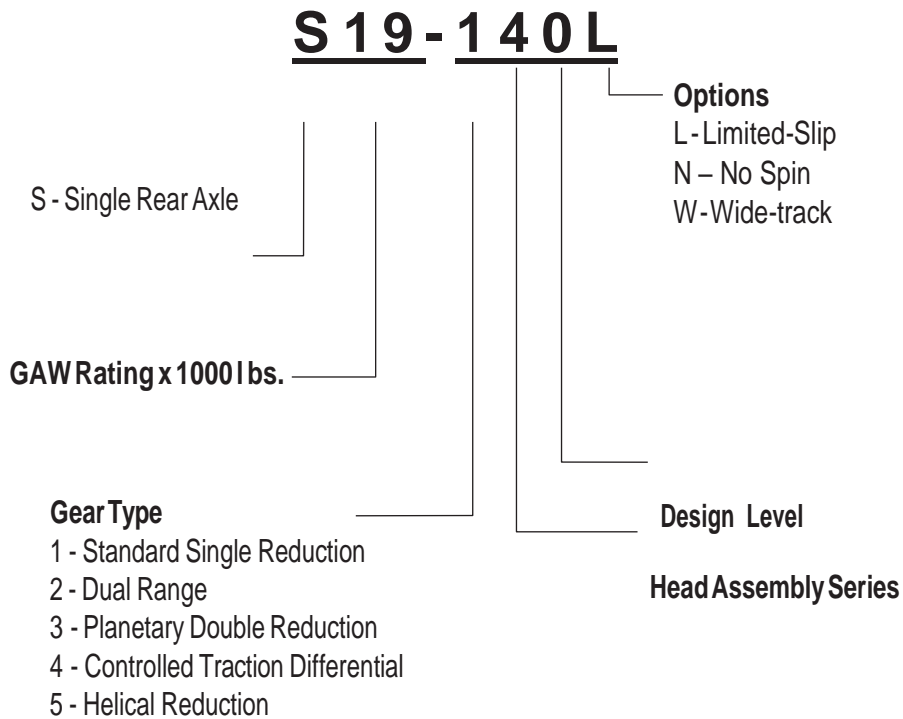 S19-140L
Options
L-Limited-Slip
N – No Spin
W-Wide-track
S - Single Rear Axle
GAW Rating x 1000 lbs.
Gear Type
1 - Standard Single Reduction
2 - Dual Range
3 - Planetary Double Reduction
4 - Controlled Traction Differential
5 - Helical Reduction
Design Level
Head Assembly Series